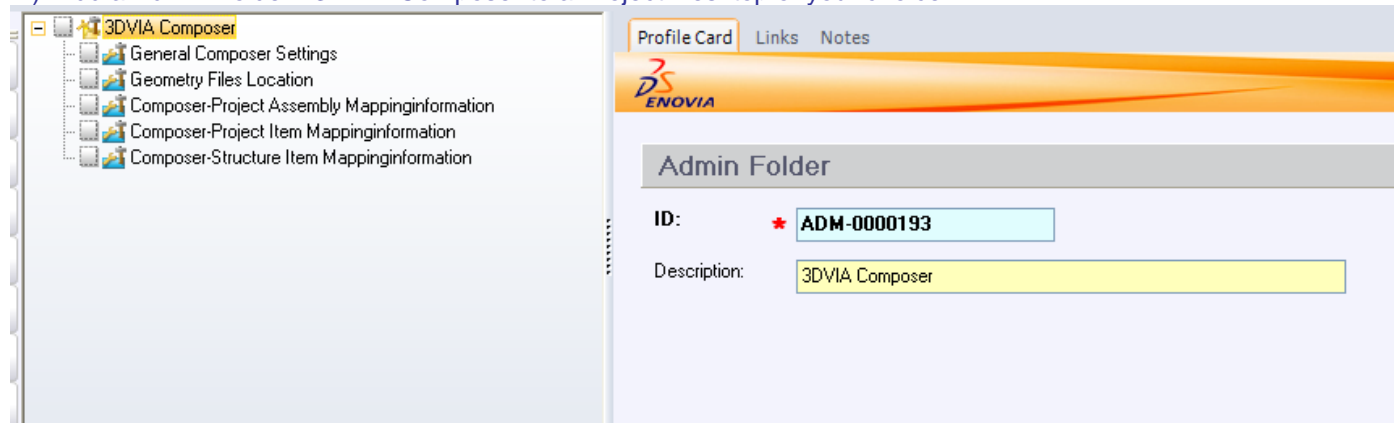 3DVIA Composer
General Composer Settings
Geometry Files Location
Composer-Project Assembly Mappinginformation
Composer-Project Item Mappinginformation
Composer-Structure Item Mappinginformation
Profile Card Links Notes
ENOVIA
Admin Folder
ID: * ADM-0000193
Description: 3DVIA Composer